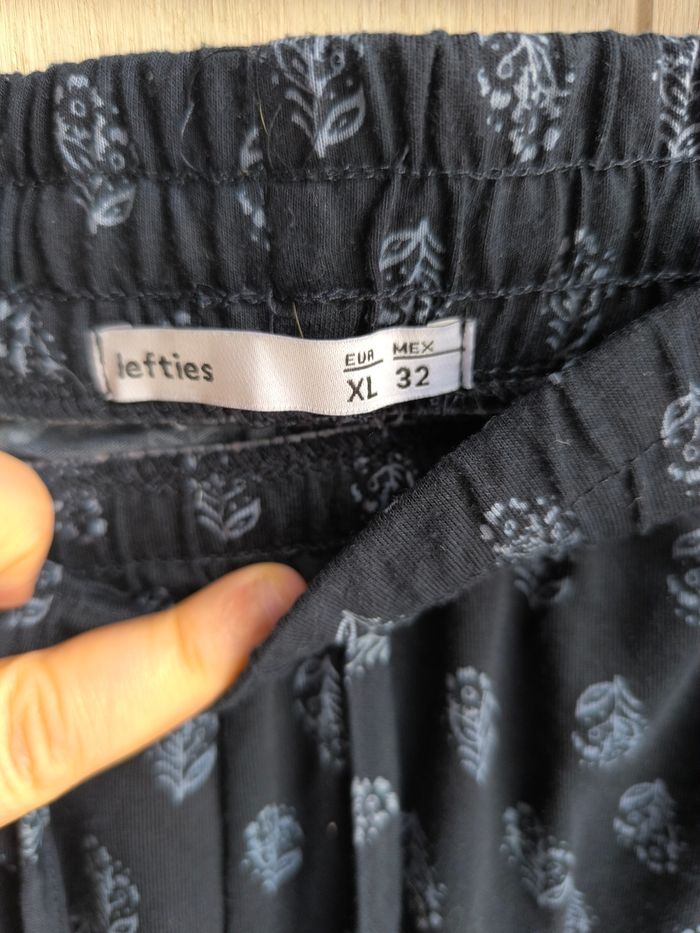 lefties
EUR MEX
XL 32